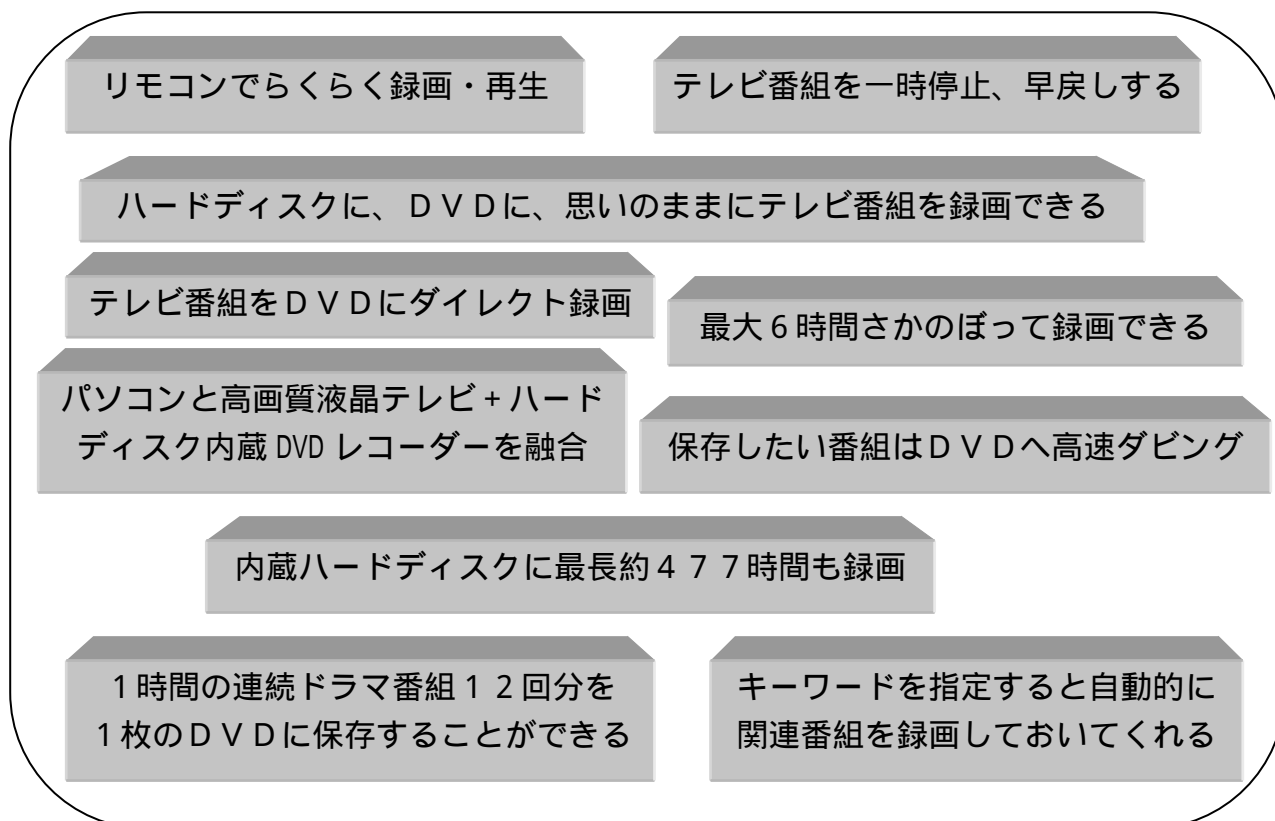 リモコンでらくらく録画・再生
テレビ番組を一時停止、早戻しする
ハードディスクに、ＤＶＤに、思いのままにテレビ番組を録画できる
テレビ番組をＤＶＤにダイレクト録画
最大６時間さかのぼって録画できる
パソコンと高画質液晶テレビ＋ハード
ディスク内蔵 DVD レコーダーを融合
保存したい番組はＤＶＤへ高速ダビング
内蔵ハードディスクに最長約４７７時間も録画
１時間の連続ドラマ番組１２回分を
１枚のＤＶＤに保存することができる
キーワードを指定すると自動的に
関連番組を録画しておいてくれる